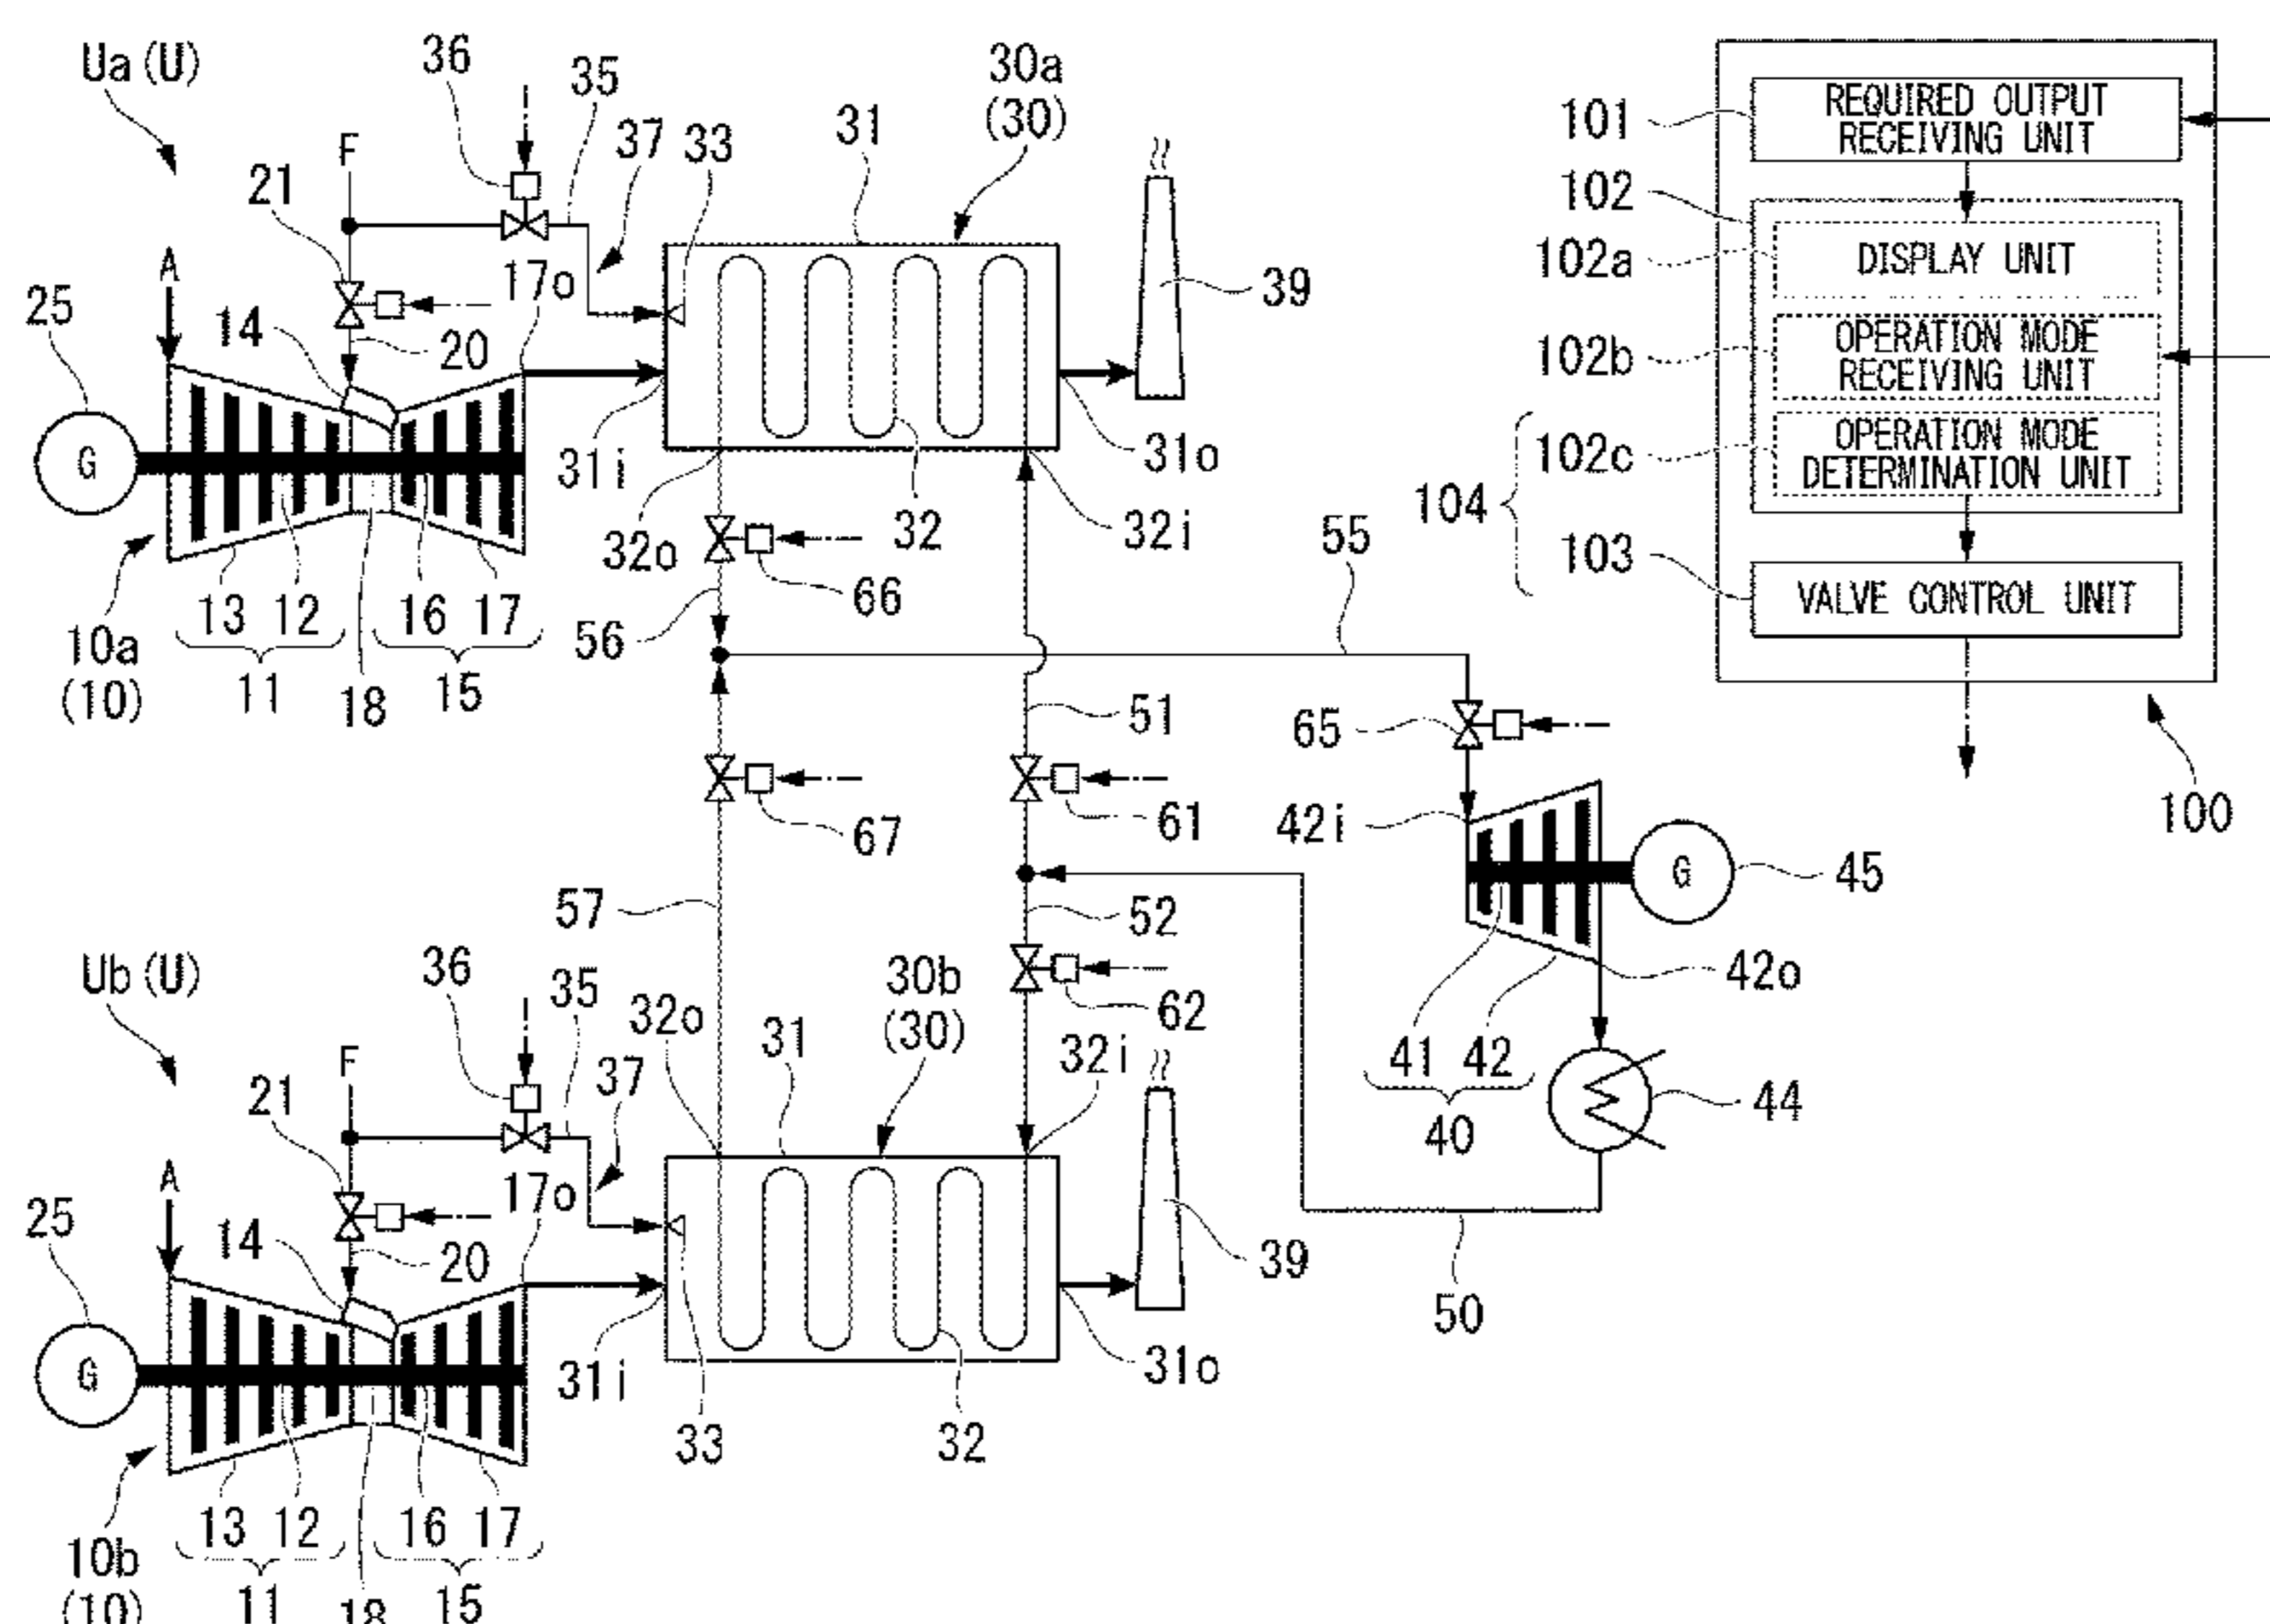 Ua (U)
36
35
30a
(30)
31
37
33
F
21
A
17o
25
14
20
39
G
31i
31o
32o
32
32i
66
56
55
10a
(10)
13 12
11
18
16 17
15
51
65
67
61
42i
45
G
57
52
62
42o
41 42
40
44
50
101
REQUIRED OUTPUT
RECEIVING UNIT
102
102a
DISPLAY UNIT
102b
OPERATION MODE
RECEIVING UNIT
102c
OPERATION MODE
DETERMINATION UNIT
104
103
VALVE CONTROL UNIT
100
Ub (U)
36
35
32o
31
30b
(30)
32i
37
F
21
A
17o
25
14
20
39
G
31i
31o
33
32
10b
(10)
13 12
11
18
16 17
15